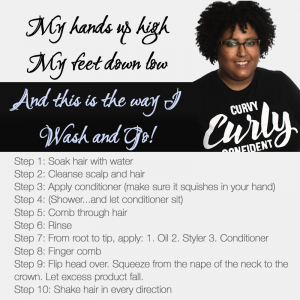 My hands up high
My feet down low
And this is the way I
Wash and Go!
CURVY
Curly
CONFIDENT
Step 1: Soak hair with water
Step 2: Cleanse scalp and hair
Step 3: Apply conditioner (make sure it squishes in your hand)
Step 4: (Shower...and let conditioner sit)
Step 5: Comb through hair
Step 6: Rinse
Step 7: From root to tip, apply: 1. Oil 2. Styler 3. Conditioner
Step 8: Finger comb
Step 9: Flip head over. Squeeze from the nape of the neck to the
crown. Let excess product fall.
Step 10: Shake hair in every direction